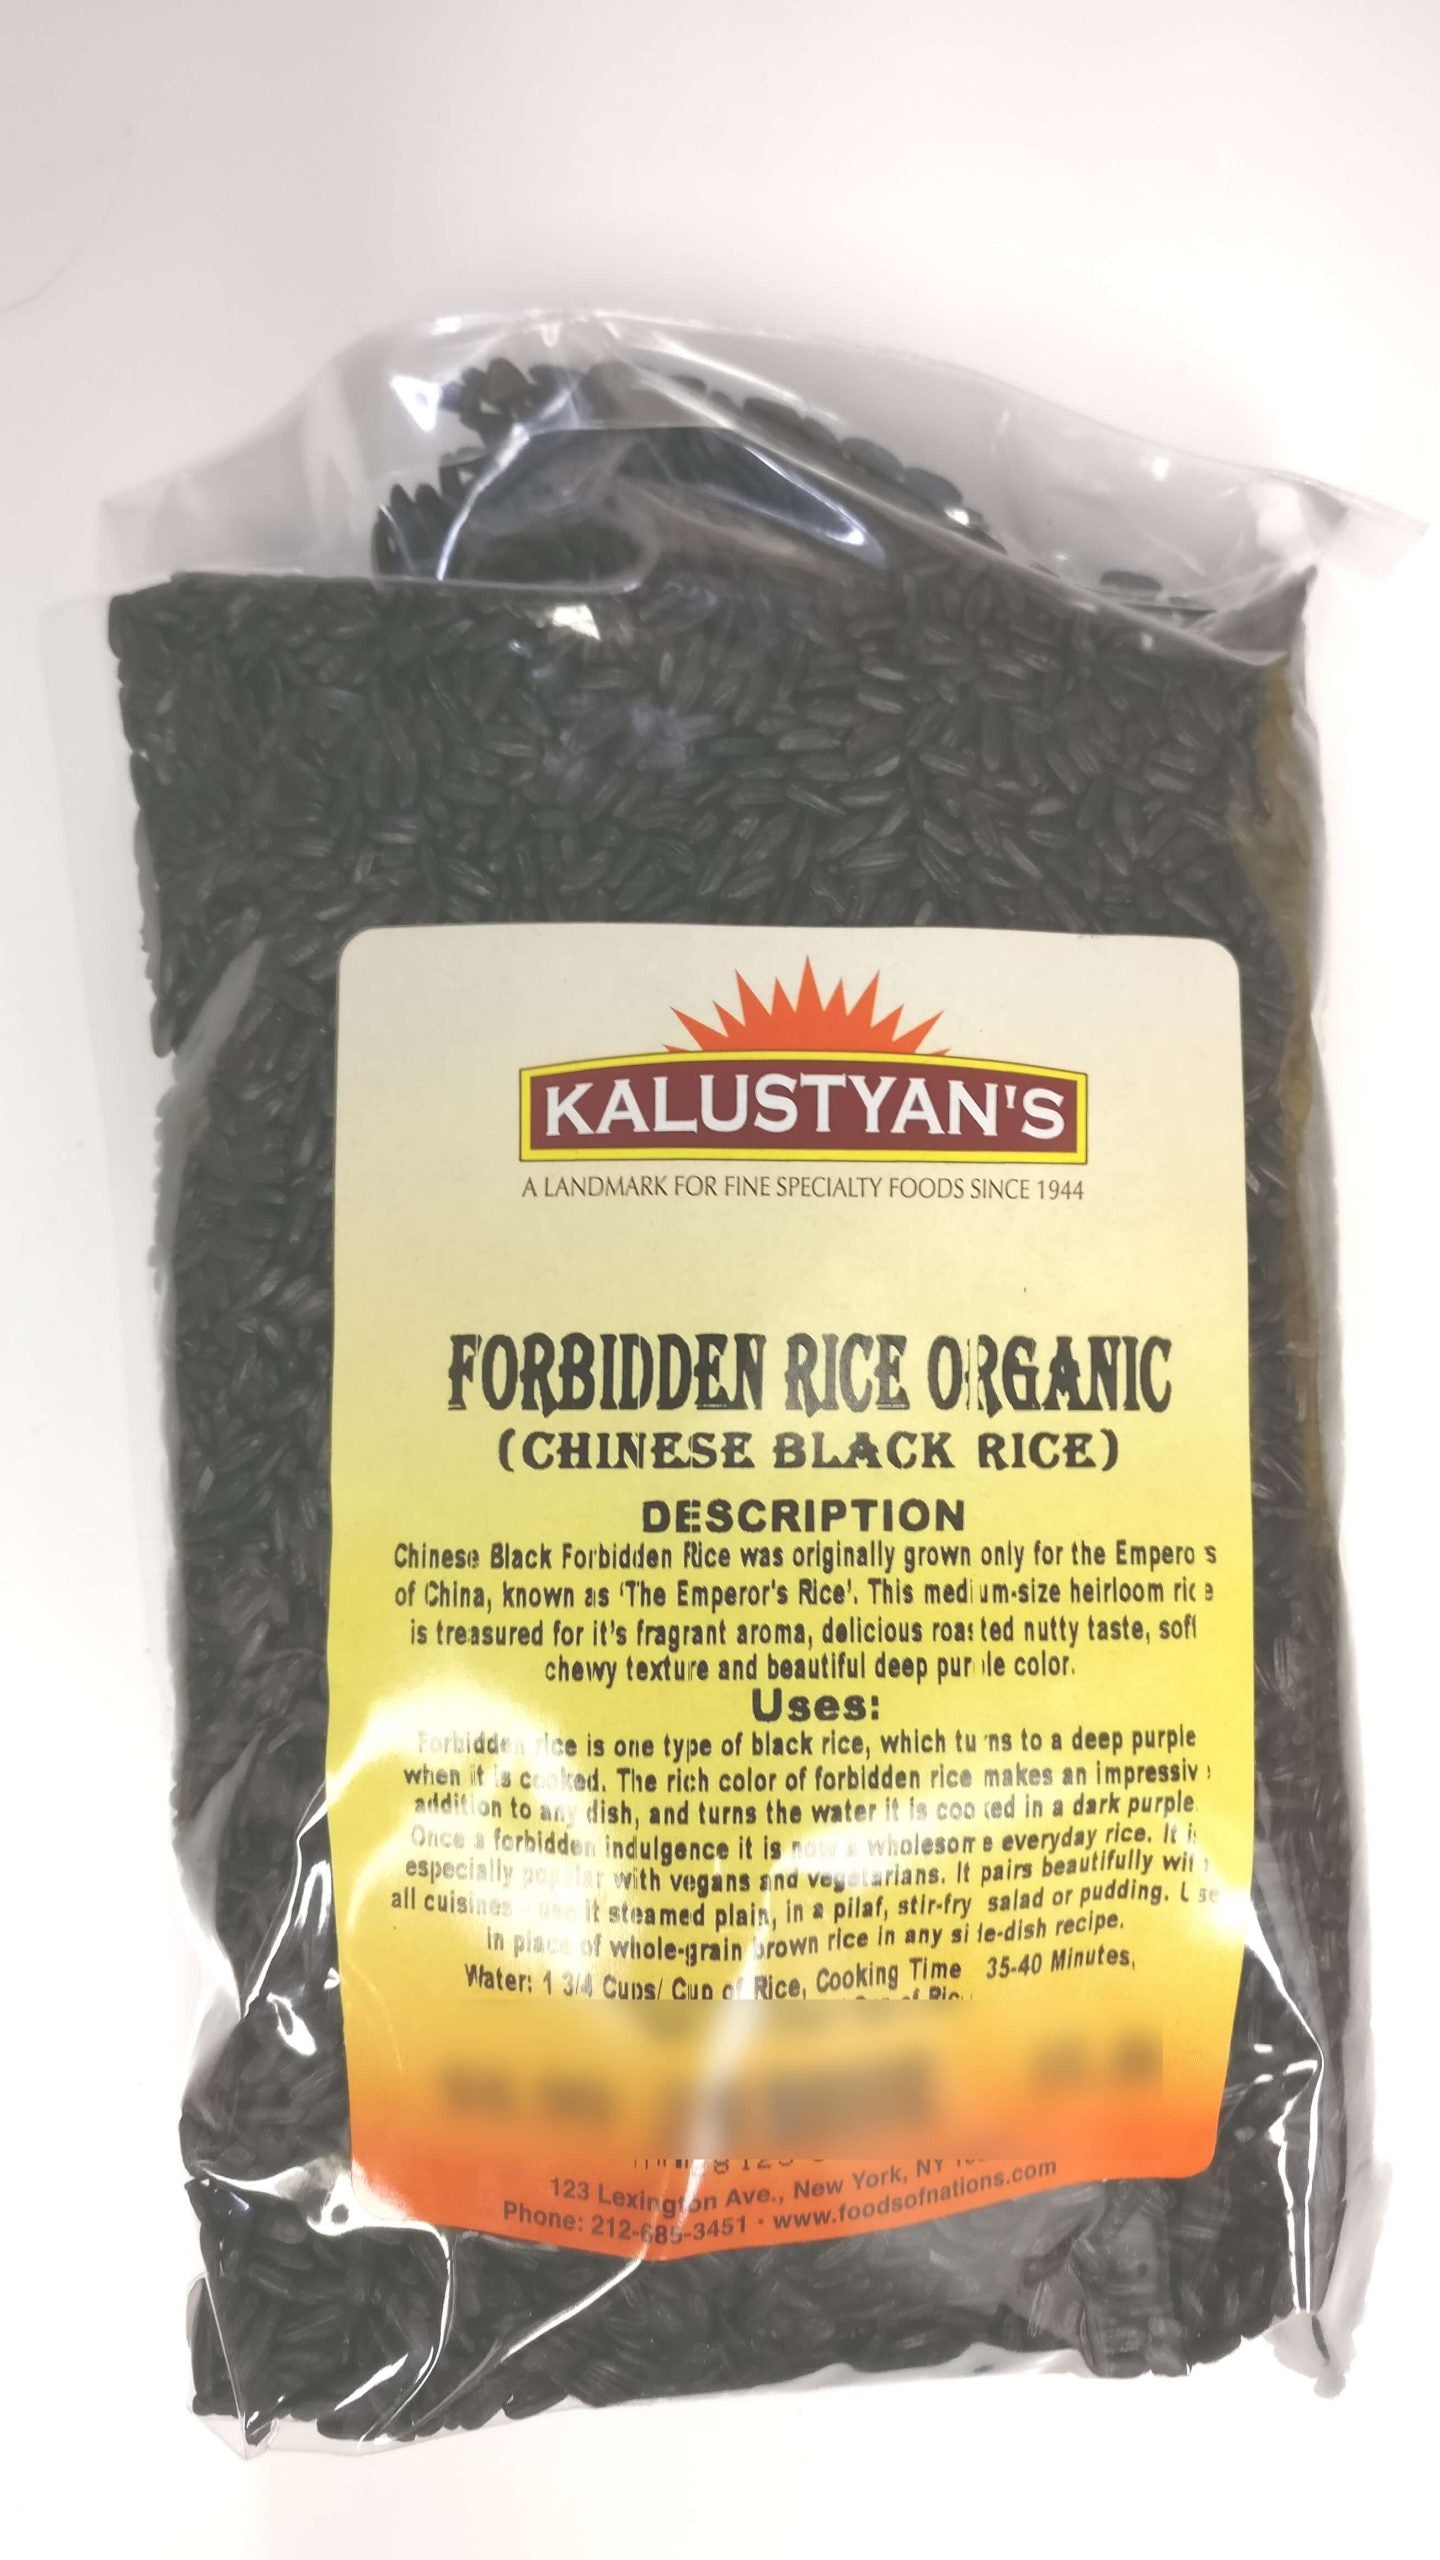 KALUSTYAN'S
A LANDMARK FOR FINE SPECIALTY FOODS SINCE 1944
FORBIDDEN RICE ORGANIC
(CHINESE BLACK RICE)
DESCRIPTION
Chinese Black Forbidden Rice was originally grown only for the Emperors
of China, known as 'The Emperor's Rice'. This medium-size heirloom rice
is treasured for it's fragrant aroma, delicious roasted nutty taste, soft
chewy texture and beautiful deep purple color.
Uses:
Forbidden rice is one type of black rice, which turns to a deep purple
when it is cooked. The rich color of forbidden rice makes an impressive
addition to any dish, and turns the water it is cooked in a dark purple.
Once a forbidden indulgence it is now a wholesome everyday rice. It is
especially popular with vegans and vegetarians. It pairs beautifully with
all cuisines - use it steamed plain, in a pilaf, stir-fry salad or pudding. Use
in place of whole-grain brown rice in any side-dish recipe.
Water: 1 3/4 Cups/ Cup of Rice, Cooking Time 35-40 Minutes,
123 Lexington Ave., New York, NY
Phone: 212-685-3451 · www.foodsofnations.com